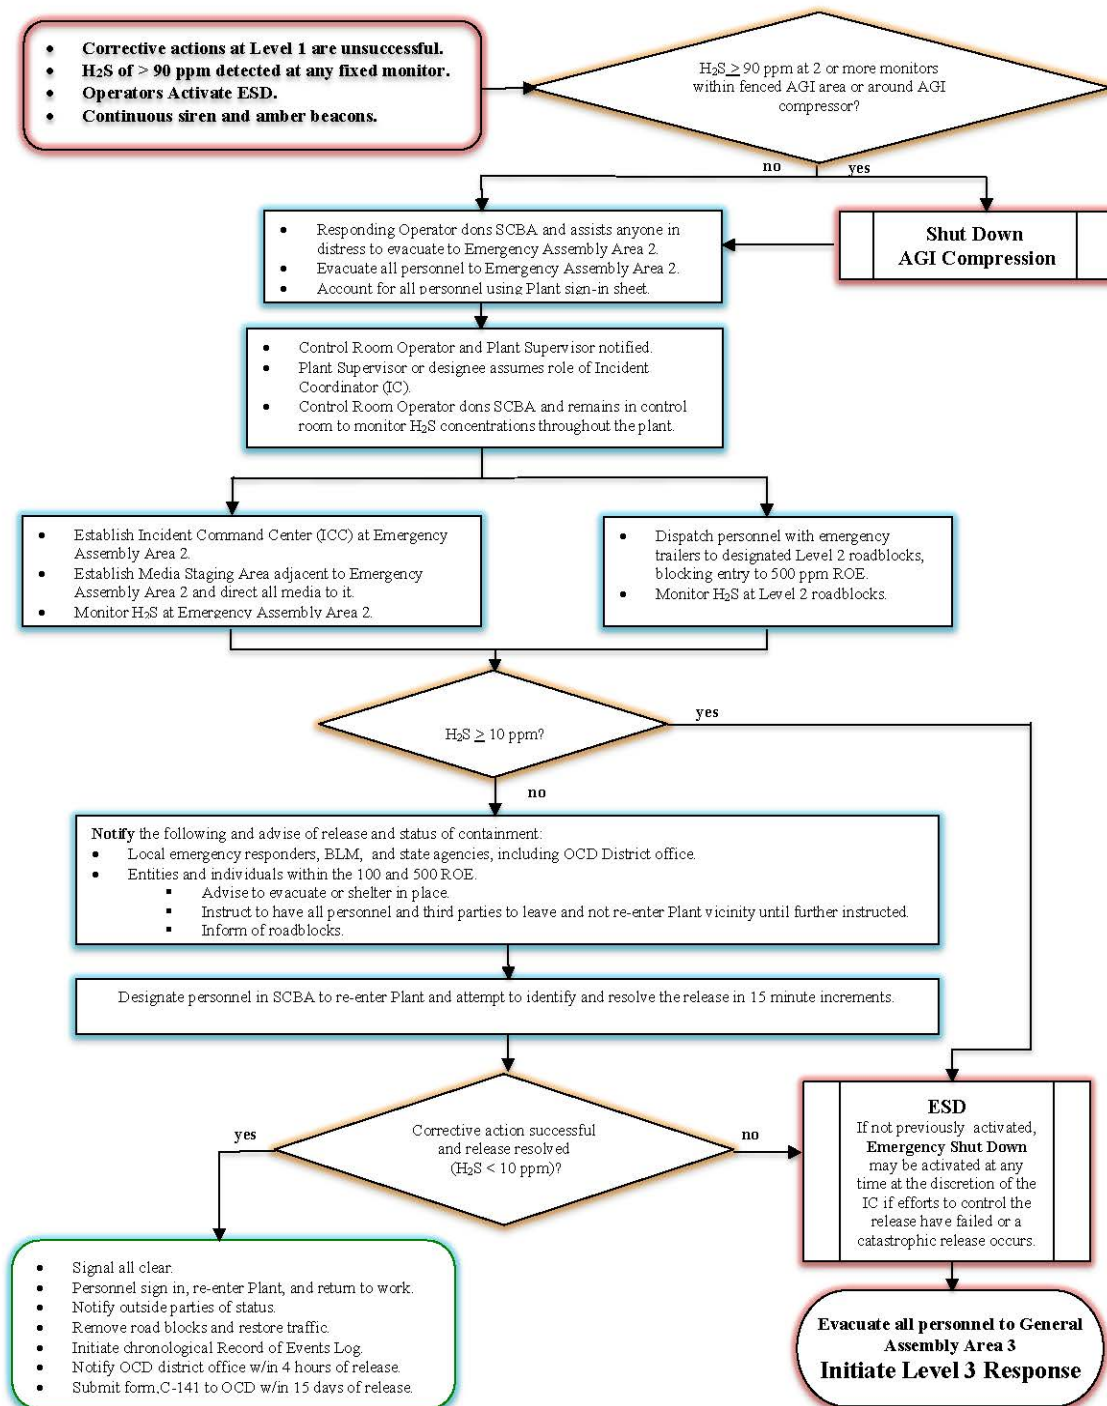 • Corrective actions at Level 1 are unsuccessful.
• H₂S of > 90 ppm detected at any fixed monitor.
• Operators Activate ESD.
• Continuous siren and amber beacons.
H₂S ≥ 90 ppm at 2 or more monitors
within fenced AGI area or around AGI
compressor?
no
yes
• Responding Operator dons SCBA and assists anyone in
distress to evacuate to Emergency Assembly Area 2.
• Evacuate all personnel to Emergency Assembly Area 2.
• Account for all personnel using Plant sign-in sheet.
Shut Down
AGI Compression
• Control Room Operator and Plant Supervisor notified.
• Plant Supervisor or designee assumes role of Incident
Coordinator (IC).
• Control Room Operator dons SCBA and remains in control
room to monitor H₂S concentrations throughout the plant.
• Establish Incident Command Center (ICC) at Emergency
Assembly Area 2.
• Establish Media Staging Area adjacent to Emergency
Assembly Area 2 and direct all media to it.
• Monitor H₂S at Emergency Assembly Area 2.
• Dispatch personnel with emergency
trailers to designated Level 2 roadblocks,
blocking entry to 500 ppm ROE.
• Monitor H₂S at Level 2 roadblocks.
H₂S ≥ 10 ppm?
yes
no
Notify the following and advise of release and status of containment:
• Local emergency responders, BLM, and state agencies, including OCD District office.
• Entities and individuals within the 100 and 500 ROE.
▪ Advise to evacuate or shelter in place.
▪ Instruct to have all personnel and third parties to leave and not re-enter Plant vicinity until further instructed.
▪ Inform of roadblocks.
Designate personnel in SCBA to re-enter Plant and attempt to identify and resolve the release in 15 minute increments.
Corrective action successful
and release resolved
(H₂S < 10 ppm)?
yes
no
ESD
If not previously activated,
Emergency Shut Down
may be activated at any
time at the discretion of the
IC if efforts to control the
release have failed or a
catastrophic release occurs.
• Signal all clear.
• Personnel sign in, re-enter Plant, and return to work.
• Notify outside parties of status.
• Remove road blocks and restore traffic.
• Initiate chronological Record of Events Log.
• Notify OCD district office w/in 4 hours of release.
• Submit form,C-141 to OCD w/in 15 days of release.
Evacuate all personnel to General
Assembly Area 3
Initiate Level 3 Response